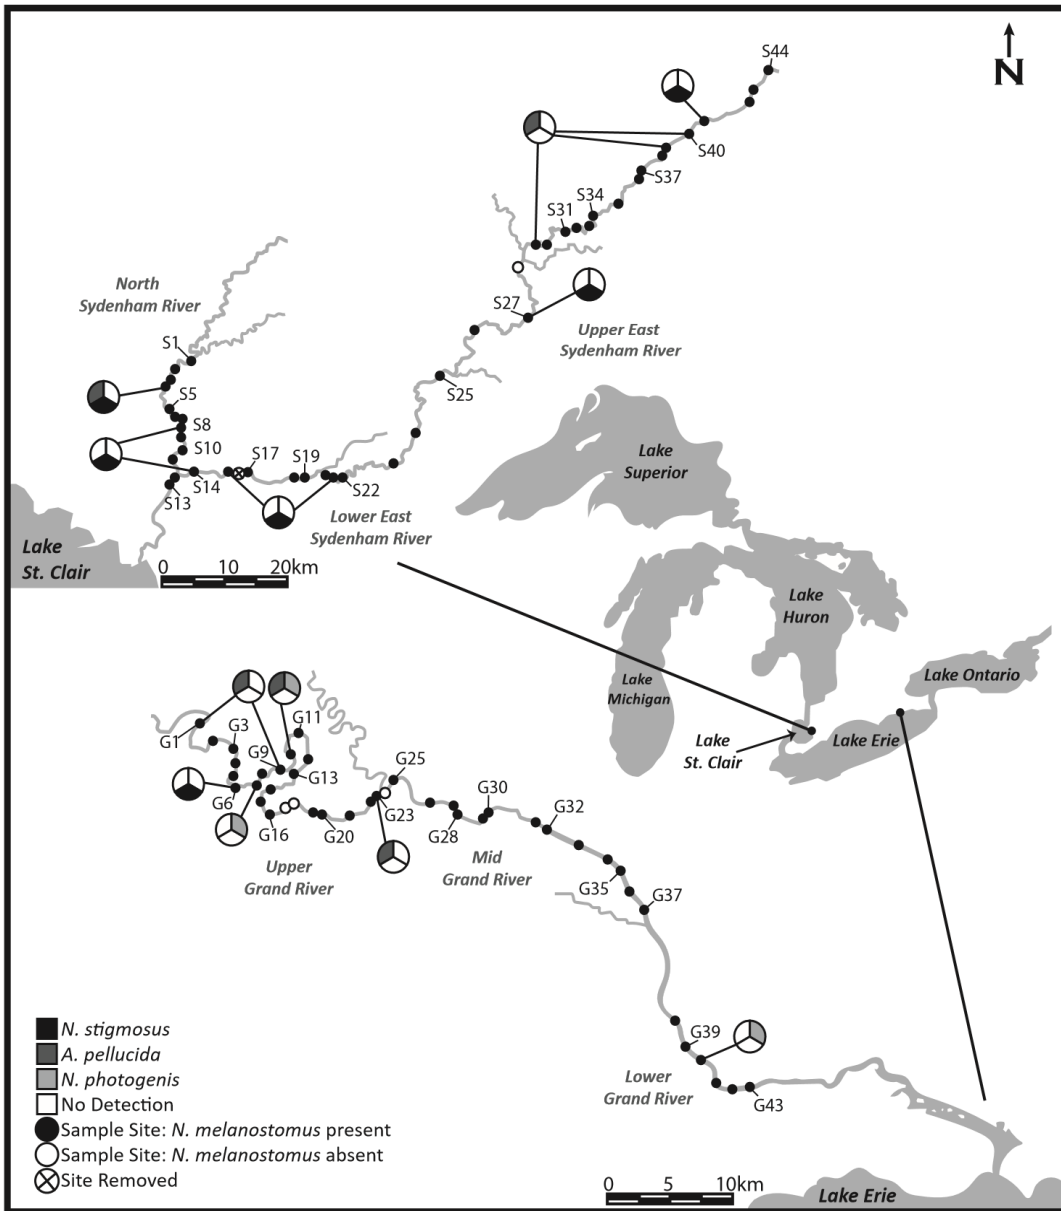 S44
N
S40
S37
S34
S31
North
Sydenham River
S27
Upper East
Sydenham River
S1
S5
S25
S8
S10
S17
S19
S14
S13
S22
Lower East
Sydenham River
Lake
St. Clair
0 10 20km
Lake
Superior
Lake
Huron
Lake
Michigan
Lake Ontario
Lake Erie
Lake
St. Clair
G1
G3
G11
G9
G13
G6
G16
G20
G23
G25
G28
G30
G32
Upper
Grand River
Mid
Grand River
G35
G37
G39
Lower
Grand River
G43
N. stigmosus
A. pellucida
N. photogenis
No Detection
Sample Site: N. melanostomus present
Sample Site: N. melanostomus absent
Site Removed
0 5 10km
Lake Erie